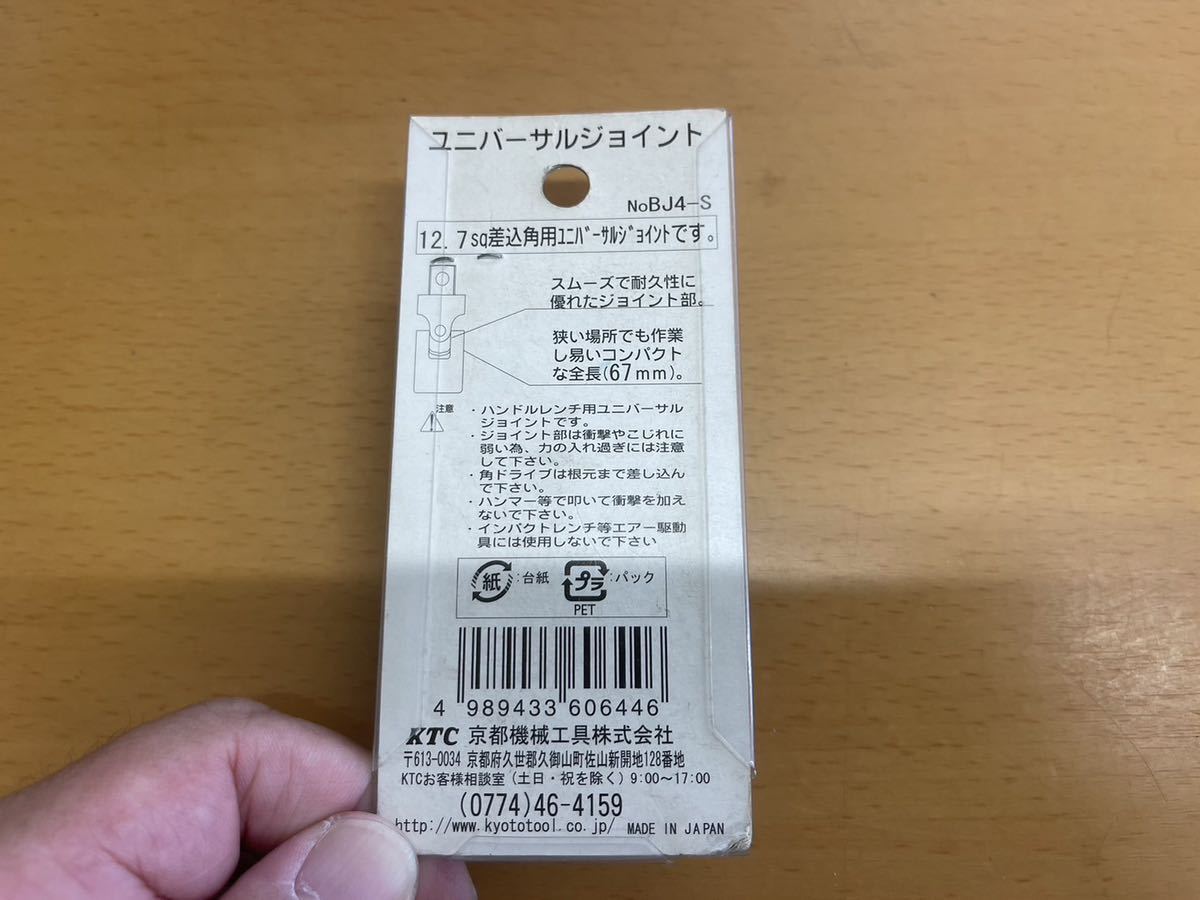 ユニバーサルジョイント
NoBJ4-S
12.7sq差込角用ﾕﾆﾊﾞｰｻﾙｼﾞｮｲﾝﾄです。
スムーズで耐久性に
優れたジョイント部。
狭い場所でも作業
し易いコンパクト
な全長(67mm)。
注意
・ハンドルレンチ用ユニバーサル
ジョイントです。
・ジョイント部は衝撃やこじれに
弱い為、力の入れ過ぎには注意
して下さい。
・角ドライブは根元まで差し込ん
で下さい。
・ハンマー等で叩いて衝撃を加え
ないで下さい。
・インパクトレンチ等エアー駆動
具には使用しないで下さい
紙:台紙 プラ:パック
PET
4 989433 606446
KTC 京都機械工具株式会社
〒613-0034 京都府久世郡久御山町佐山新開地128番地
KTCお客様相談室(土日・祝を除く)9:00〜17:00
(0774)46-4159
http://www.kyototool.co.jp/ MADE IN JAPAN